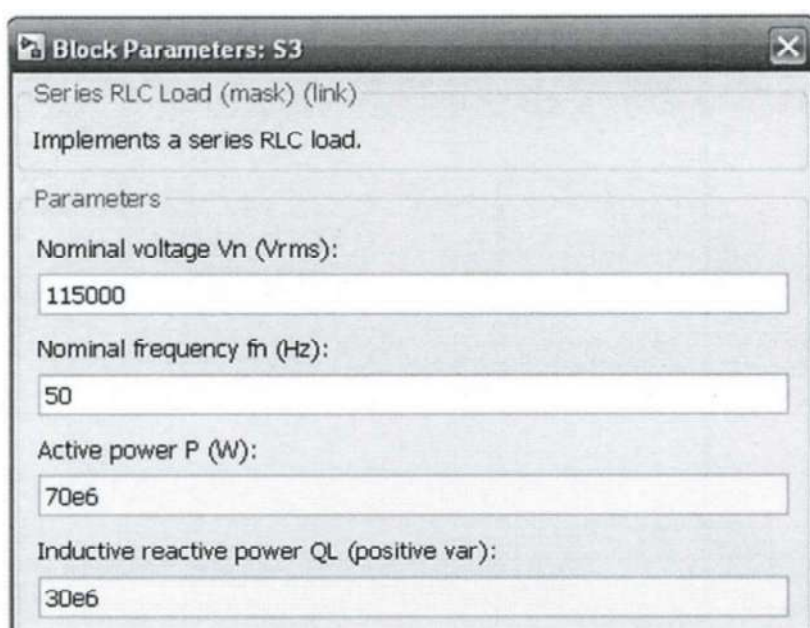 Block Parameters: S3
Series RLC Load (mask) (link)
Implements a series RLC load.
Parameters
Nominal voltage Vn (Vrms):
115000
Nominal frequency fn (Hz):
50
Active power P (W):
70e6
Inductive reactive power QL (positive var):
30e6